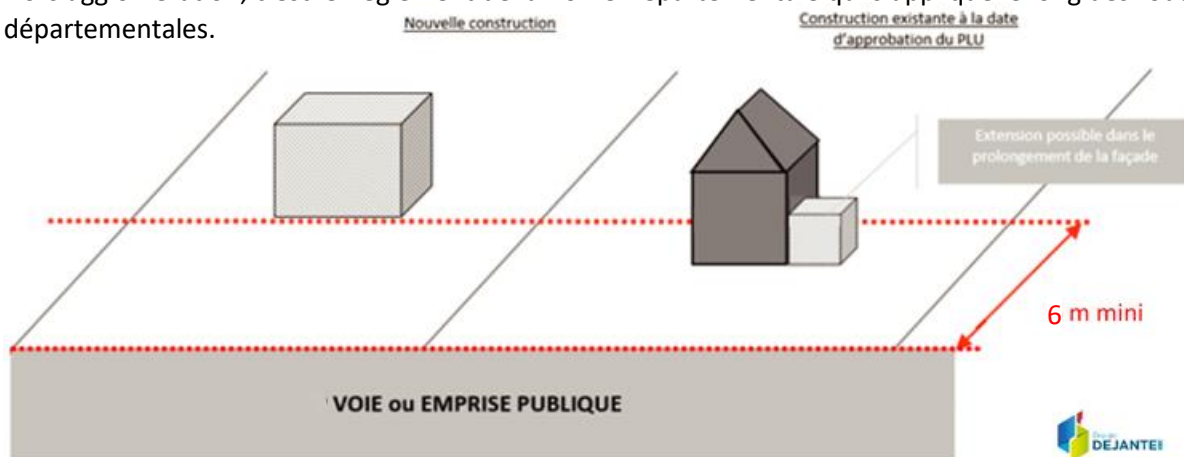 départementales.
Nouvelle construction
Construction existante à la date
d'approbation du PLU
Extension possible dans le
prolongement de la façade
6 m mini
VOIE ou EMPRISE PUBLIQUE
DEJANTE